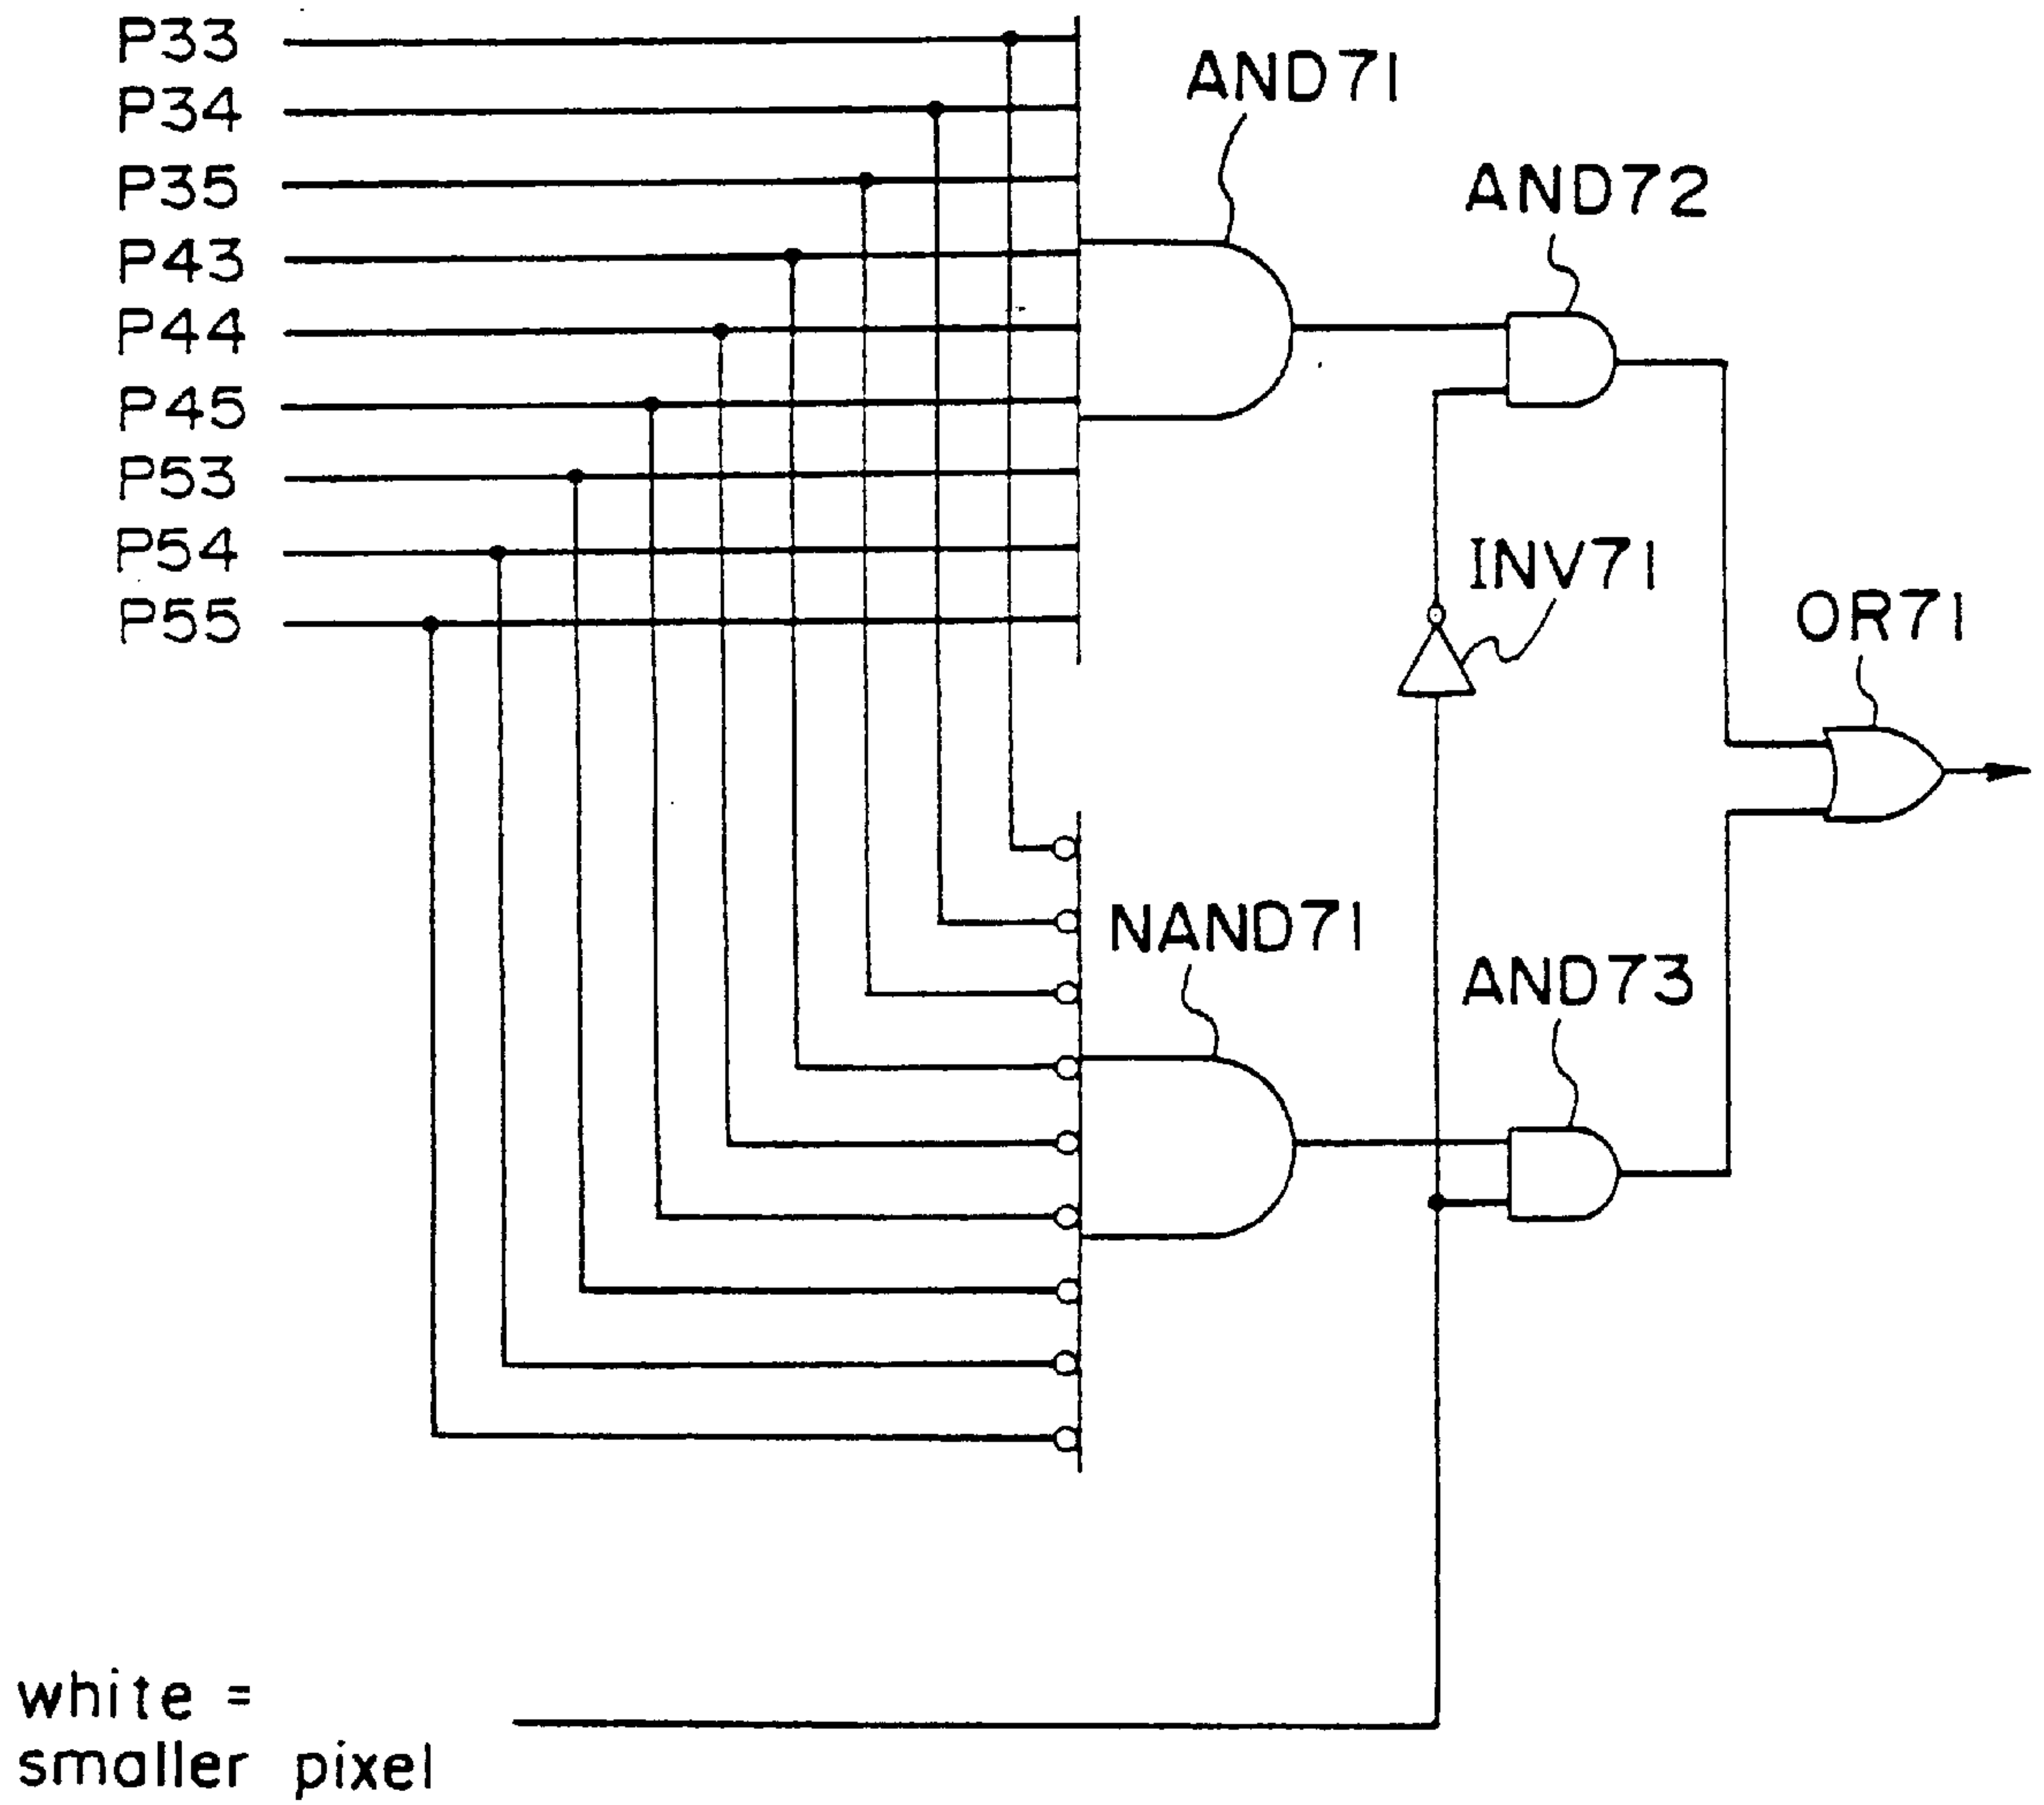 P33
P34
P35
P43
P44
P45
P53
P54
P55
AND71
AND72
INV71
OR71
NAND71
AND73
white =
smaller pixel